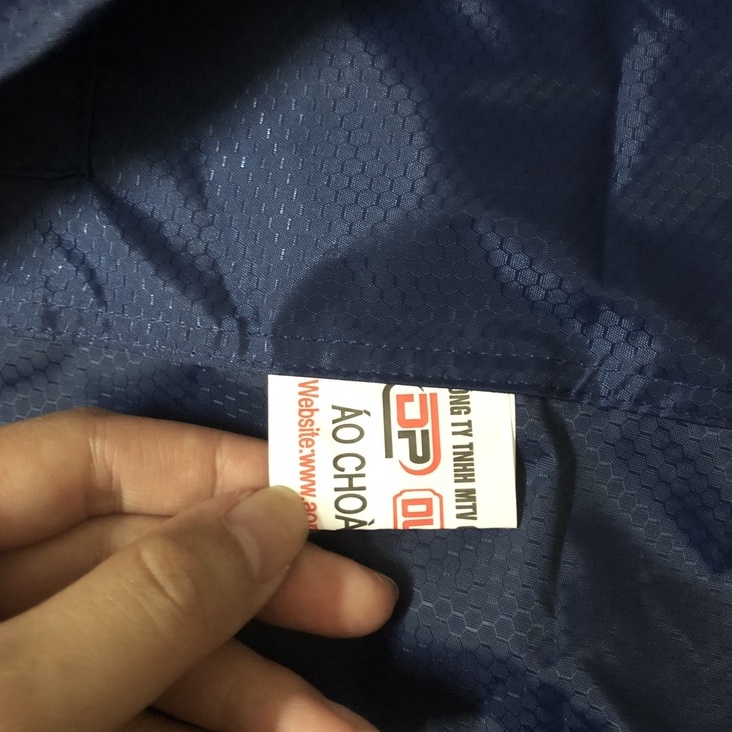 ÔNG TY TNHH MTV
DP
ÁO CHOÀ
Website:www.ao